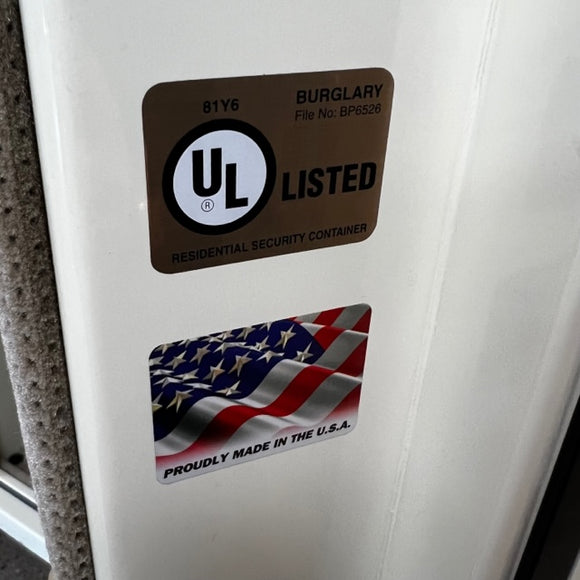 81Y6
BURGLARY
File No: BP6526
UL
®
LISTED
RESIDENTIAL SECURITY CONTAINER
PROUDLY MADE IN THE U.S.A.